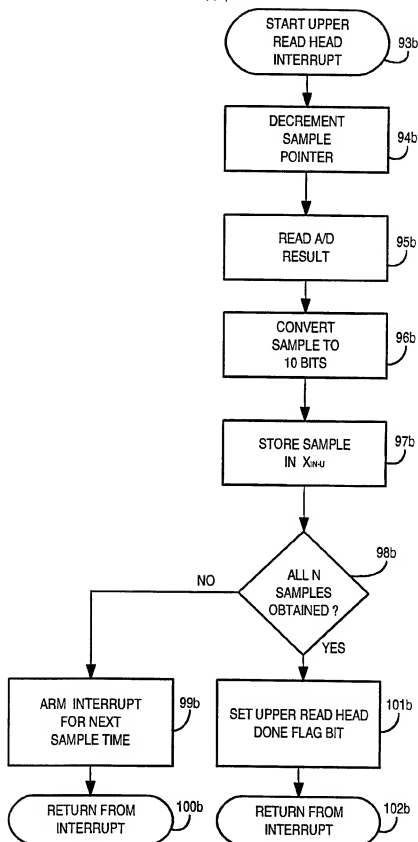 START UPPER
READ HEAD
INTERRUPT
93b
DECREMENT
SAMPLE
POINTER
94b
READ A/D
RESULT
95b
CONVERT
SAMPLE TO
10 BITS
96b
STORE SAMPLE
IN XIN-U
97b
ALL N
SAMPLES
OBTAINED ?
98b
NO
YES
ARM INTERRUPT
FOR NEXT
SAMPLE TIME
99b
SET UPPER READ HEAD
DONE FLAG BIT
101b
RETURN FROM
INTERRUPT
100b
RETURN FROM
INTERRUPT
102b